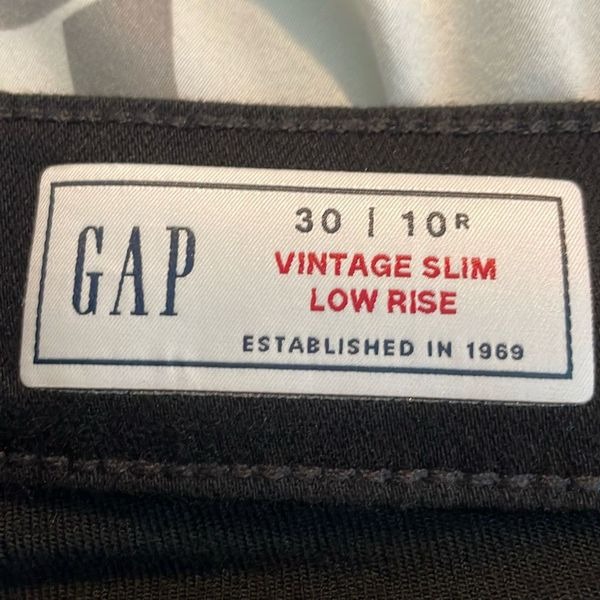 GAP
30 | 10R
VINTAGE SLIM
LOW RISE
ESTABLISHED IN 1969